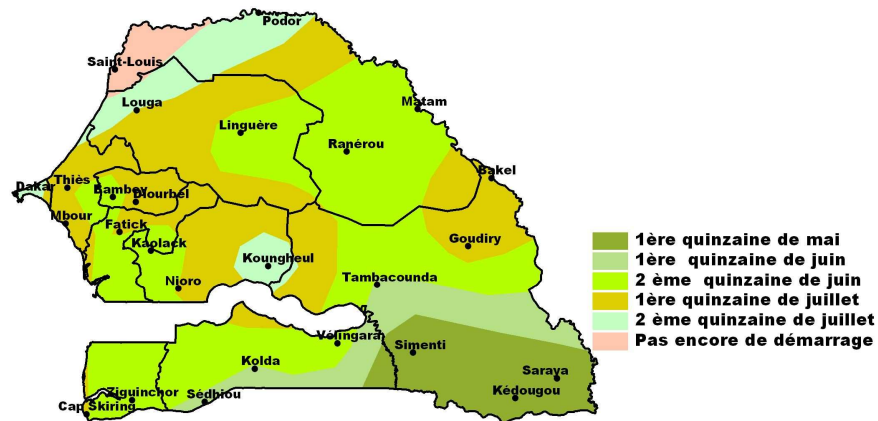 Podor
Saint-Louis
Louga
Matam
Linguère
Ranérou
Bakel
Dakar
Thiès
Bambey
Diourbel
Mbour
Fatick
Kaolack
Goudiry
Koungheul
Nioro
Tambacounda
Vélingara
Simenti
Kolda
Saraya
Kédougou
Ziguinchor
Sédhiou
Cap Skiring
1ère quinzaine de mai
1ère quinzaine de juin
2 ème quinzaine de juin
1ère quinzaine de juillet
2 ème quinzaine de juillet
Pas encore de démarrage